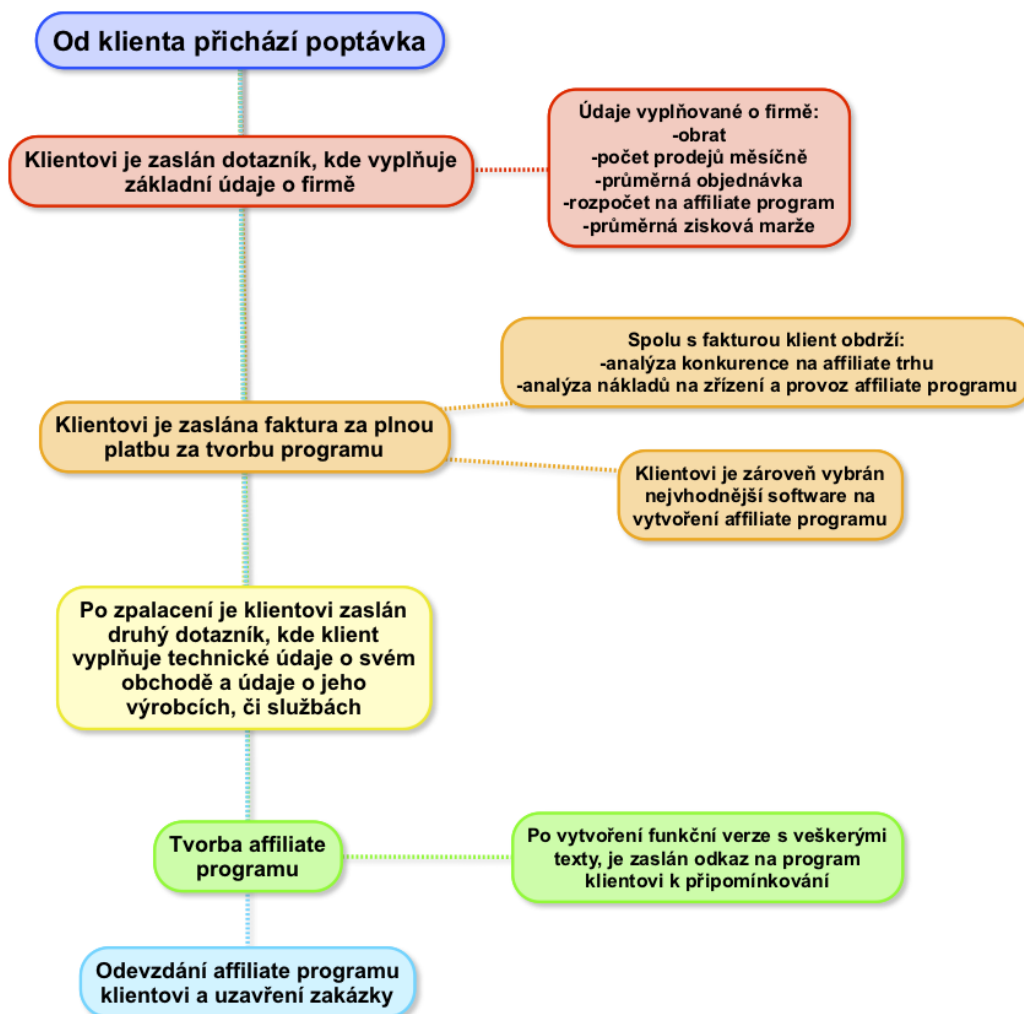 Od klienta přichází poptávka
Klientovi je zaslán dotazník, kde vyplňuje
základní údaje o firmě
Údaje vyplňované o firmě:
-obrat
-počet prodejů měsíčně
-průměrná objednávka
-rozpočet na affiliate program
-průměrná zisková marže
Spolu s fakturou klient obdrží:
-analýza konkurence na affiliate trhu
-analýza nákladů na zřízení a provoz affiliate programu
Klientovi je zaslána faktura za plnou
platbu za tvorbu programu
Klientovi je zároveň vybrán
nejvhodnější software na
vytvoření affiliate programu
Po zpalacení je klientovi zaslán
druhý dotazník, kde klient
vyplňuje technické údaje o svém
obchodě a údaje o jeho
výrobcích, či službách
Tvorba affiliate
programu
Po vytvoření funkční verze s veškerými
texty, je zaslán odkaz na program
klientovi k připomínkování
Odevzdání affiliate programu
klientovi a uzavření zakázky